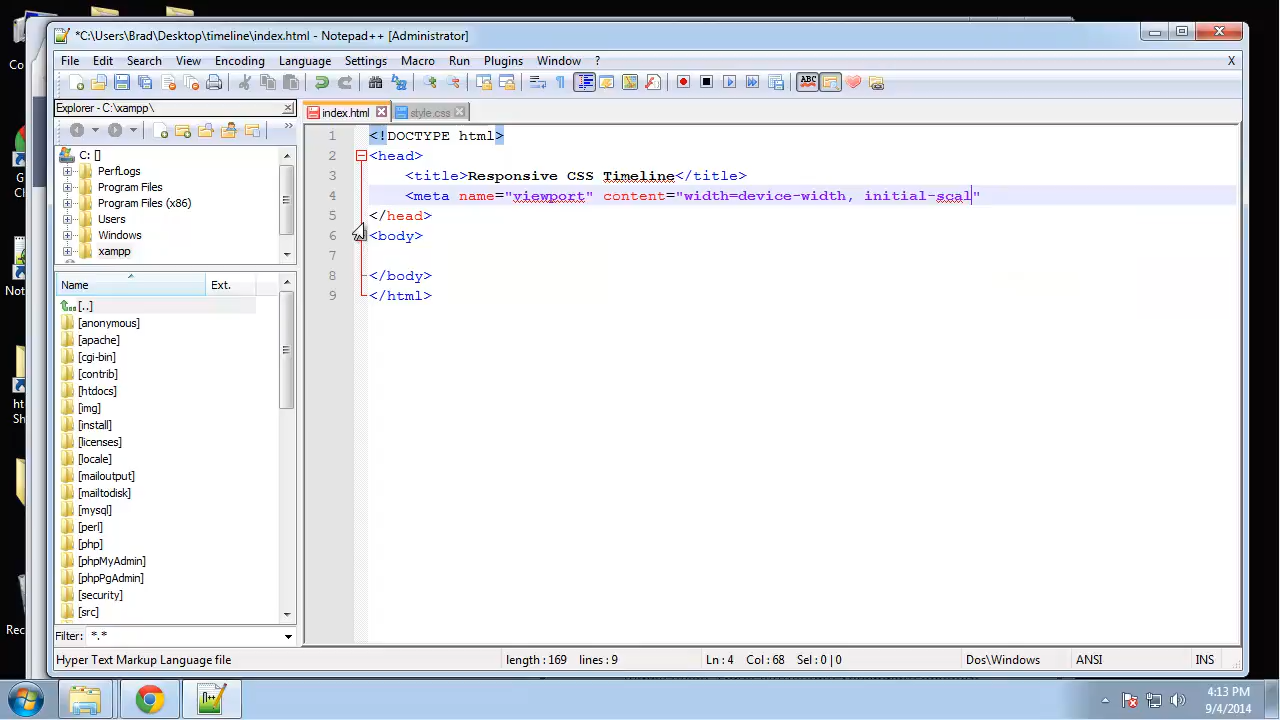 *C:\Users\Brad\Desktop\timeline\index.html - Notepad++ [Administrator]
File Edit Search View Encoding Language Settings Macro Run Plugins Window ? X
Explorer - C:\xampp\
index.html style.css
C: []
PerfLogs
Program Files
Program Files (x86)
Users
Windows
xampp
Name Ext.
[..]
[anonymous]
[apache]
[cgi-bin]
[contrib]
[htdocs]
[img]
[install]
[licenses]
[locale]
[mailoutput]
[mailtodisk]
[mysql]
[perl]
[php]
[phpMyAdmin]
[phpPgAdmin]
[security]
[src]
Filter: *.*
1 <!DOCTYPE html>
2 <head>
3 <title>Responsive CSS Timeline</title>
4 <meta name="viewport" content="width=device-width, initial-scal"
5 </head>
6 <body>
7
8 </body>
9 </html>
Hyper Text Markup Language file length : 169 lines : 9 Ln : 4 Col : 68 Sel : 0 | 0 Dos\Windows ANSI INS
4:13 PM
9/4/2014